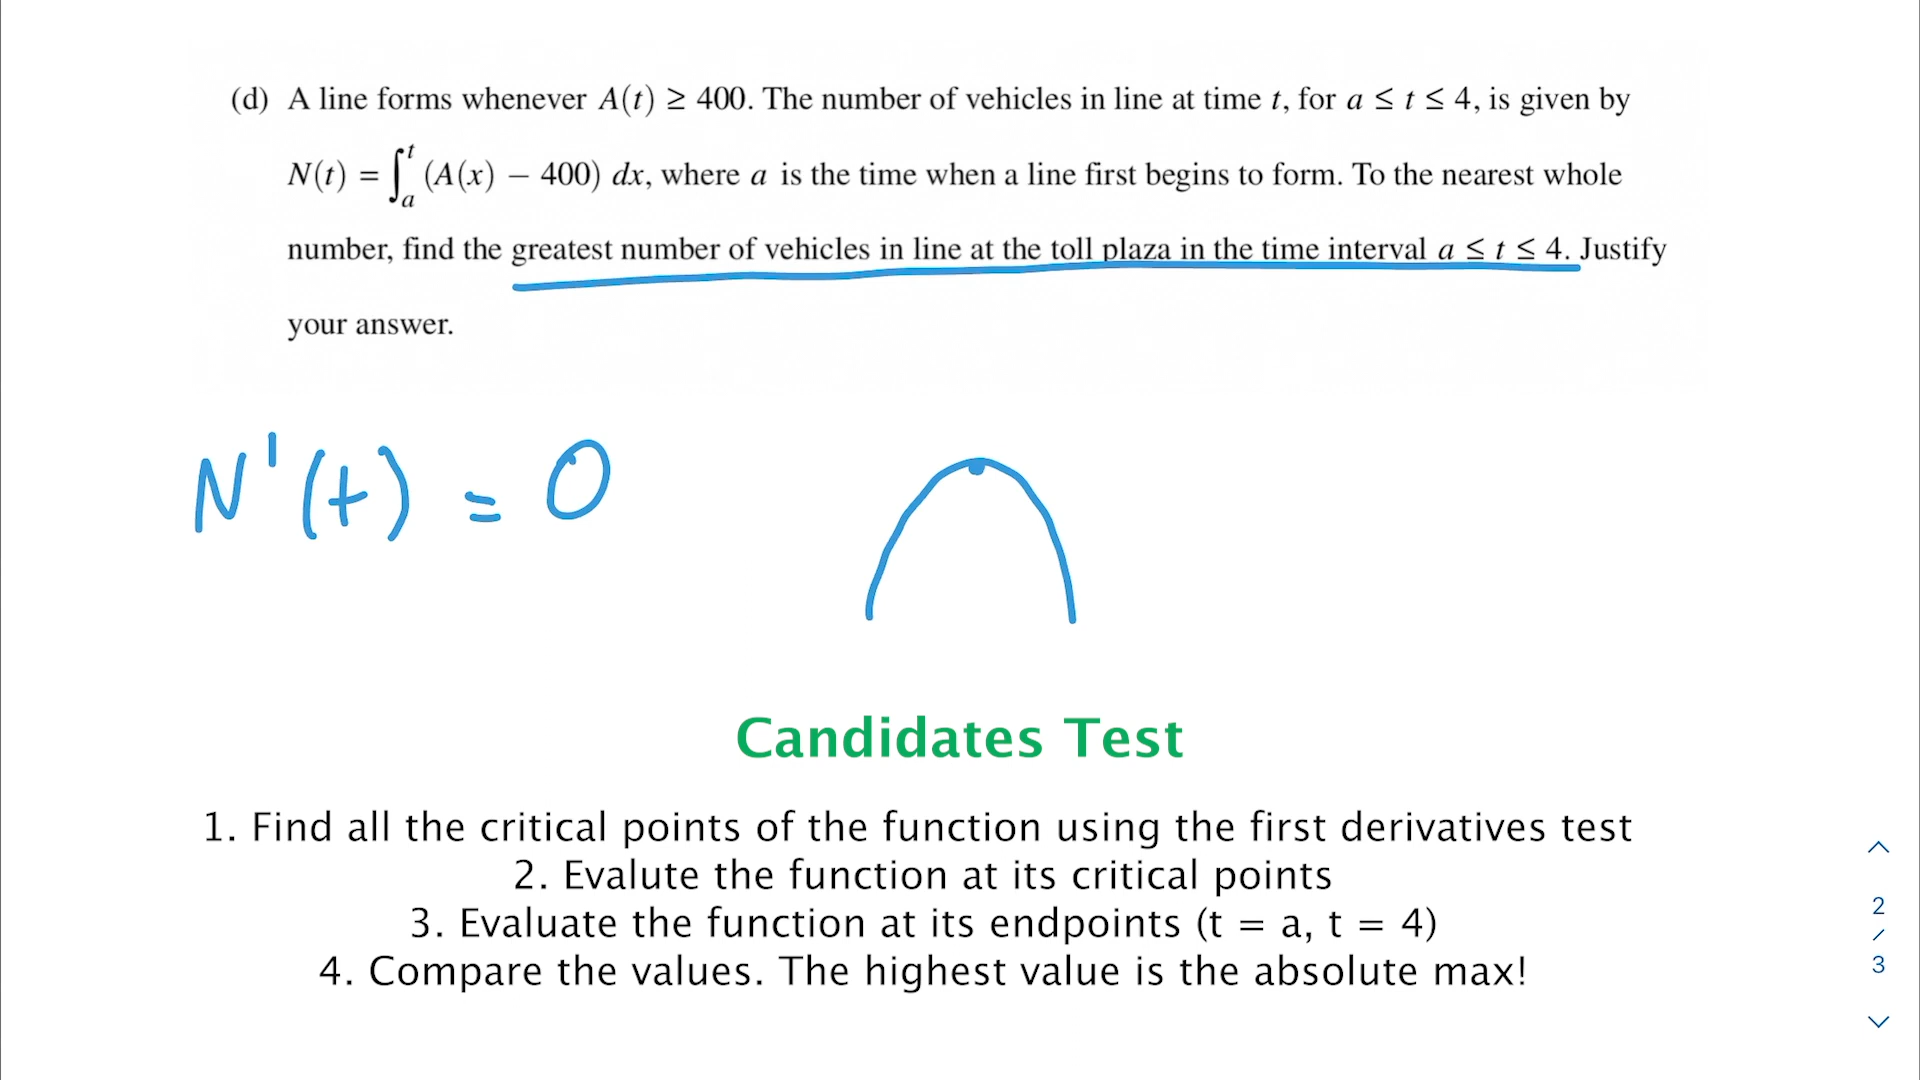 (d) A line forms whenever A(t) ≥ 400. The number of vehicles in line at time t, for a ≤ t ≤ 4, is given by
N(t) = ∫ₐᵗ (A(x) − 400) dx, where a is the time when a line first begins to form. To the nearest whole
number, find the greatest number of vehicles in line at the toll plaza in the time interval a ≤ t ≤ 4. Justify
your answer.
N'(t) = 0
Candidates Test
1. Find all the critical points of the function using the first derivatives test
2. Evalute the function at its critical points
3. Evaluate the function at its endpoints (t = a, t = 4)
4. Compare the values. The highest value is the absolute max!
2
/
3